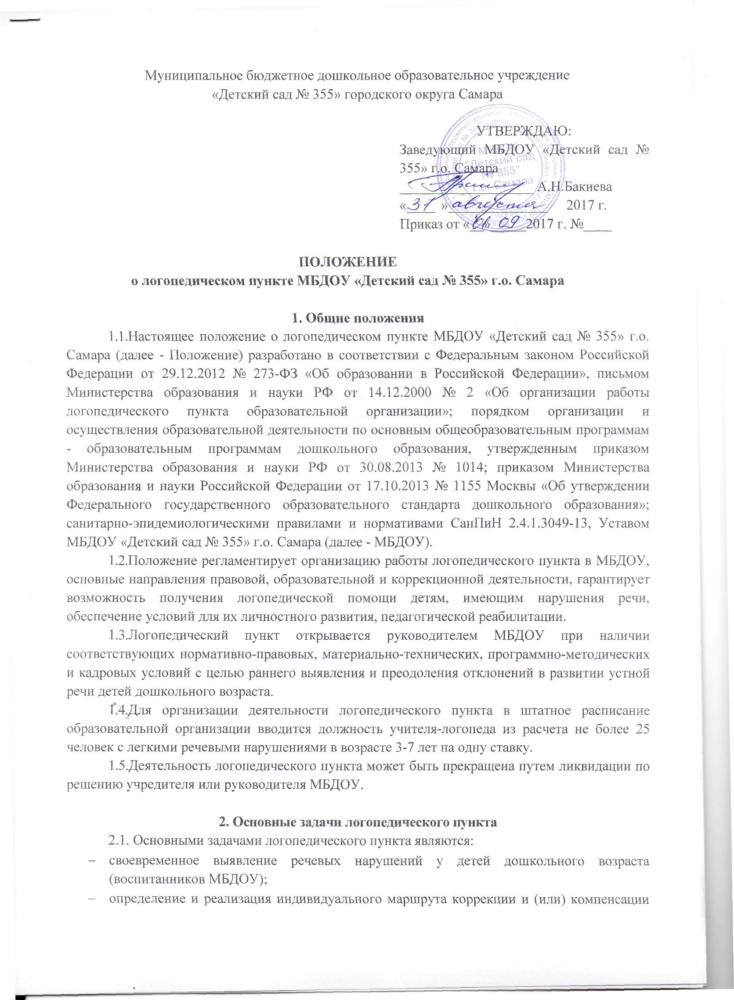 Муниципальное бюджетное дошкольное образовательное учреждение
«Детский сад № 355» городского округа Самара
УТВЕРЖДАЮ:
Заведующий МБДОУ «Детский сад №
355» г.о. Самара
МБДОУ
"Детский сад
№ 355"
г.о. Самара
____________________А.Н.Бакиева
«31» августа 2017 г.
Приказ от «01» 09 2017 г. №____
ПОЛОЖЕНИЕ
о логопедическом пункте МБДОУ «Детский сад № 355» г.о. Самара
1. Общие положения
1.1.Настоящее положение о логопедическом пункте МБДОУ «Детский сад № 355» г.о.
Самара (далее - Положение) разработано в соответствии с Федеральным законом Российской
Федерации от 29.12.2012 № 273-ФЗ «Об образовании в Российской Федерации», письмом
Министерства образования и науки РФ от 14.12.2000 № 2 «Об организации работы
логопедического пункта образовательной организации»; порядком организации и
осуществления образовательной деятельности по основным общеобразовательным программам
- образовательным программам дошкольного образования, утвержденным приказом
Министерства образования и науки РФ от 30.08.2013 № 1014; приказом Министерства
образования и науки Российской Федерации от 17.10.2013 № 1155 Москвы «Об утверждении
Федерального государственного образовательного стандарта дошкольного образования»;
санитарно-эпидемиологическими правилами и нормативами СанПиН 2.4.1.3049-13, Уставом
МБДОУ «Детский сад № 355» г.о. Самара (далее - МБДОУ).
1.2.Положение регламентирует организацию работы логопедического пункта в МБДОУ,
основные направления правовой, образовательной и коррекционной деятельности, гарантирует
возможность получения логопедической помощи детям, имеющим нарушения речи,
обеспечение условий для их личностного развития, педагогической реабилитации.
1.3.Логопедический пункт открывается руководителем МБДОУ при наличии
соответствующих нормативно-правовых, материально-технических, программно-методических
и кадровых условий с целью раннего выявления и преодоления отклонений в развитии устной
речи детей дошкольного возраста.
1.4.Для организации деятельности логопедического пункта в штатное расписание
образовательной организации вводится должность учителя-логопеда из расчета не более 25
человек с легкими речевыми нарушениями в возрасте 3-7 лет на одну ставку.
1.5.Деятельность логопедического пункта может быть прекращена путем ликвидации по
решению учредителя или руководителя МБДОУ.
2. Основные задачи логопедического пункта
2.1. Основными задачами логопедического пункта являются:
– своевременное выявление речевых нарушений у детей дошкольного возраста
(воспитанников МБДОУ);
– определение и реализация индивидуального маршрута коррекции и (или) компенсации